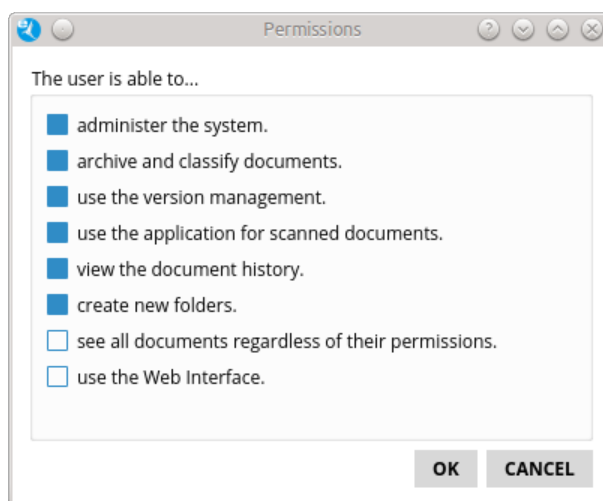 Permissions
The user is able to...
administer the system.
archive and classify documents.
use the version management.
use the application for scanned documents.
view the document history.
create new folders.
see all documents regardless of their permissions.
use the Web Interface.
OK CANCEL